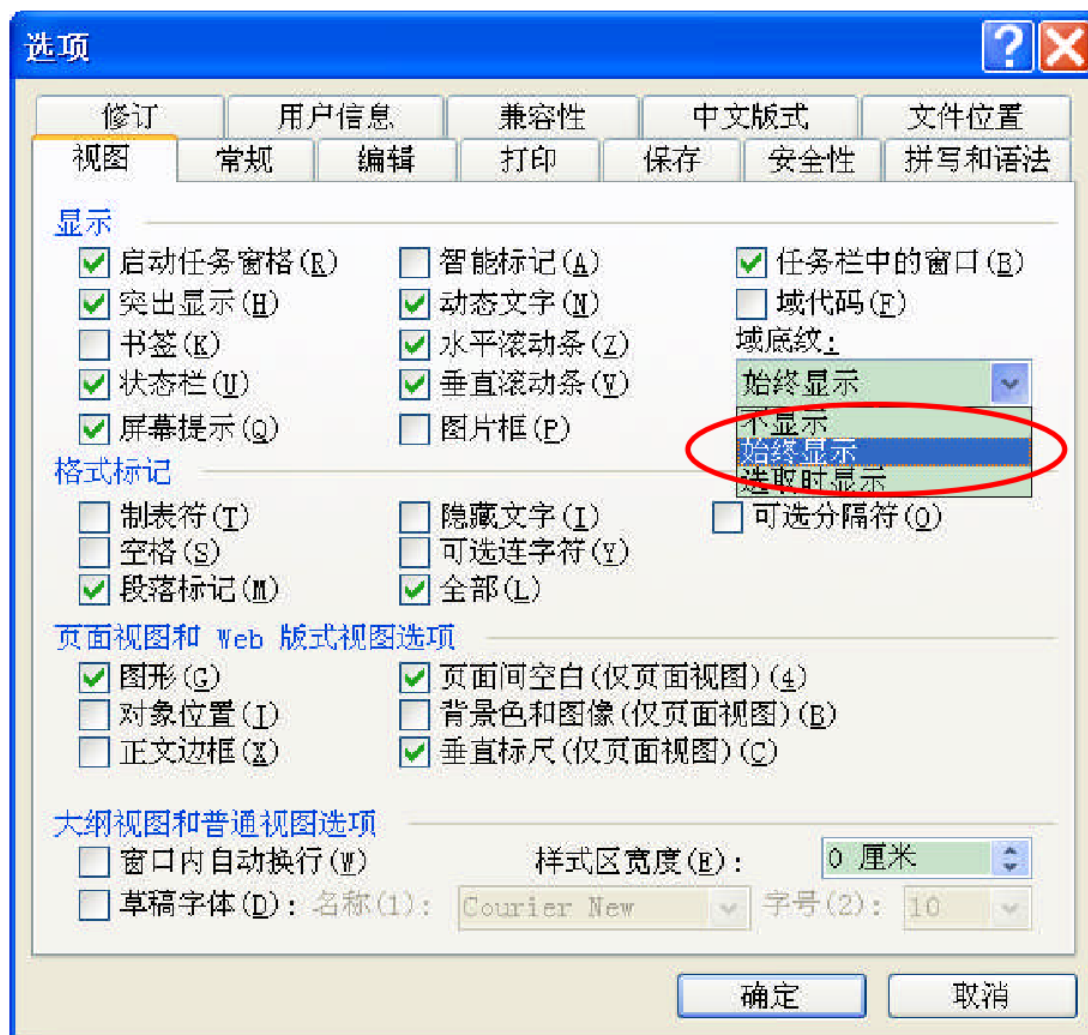 选项
修订 用户信息 兼容性 中文版式 文件位置
视图 常规 编辑 打印 保存 安全性 拼写和语法
显示
启动任务窗格(R) 智能标记(A) 任务栏中的窗口(B)
突出显示(H) 动态文字(N) 域代码(F)
书签(K) 水平滚动条(Z) 域底纹:
状态栏(U) 垂直滚动条(V) 始终显示
屏幕提示(Q) 图片框(P) 不显示
始终显示
格式标记 选取时显示
制表符(T) 隐藏文字(I) 可选分隔符(O)
空格(S) 可选连字符(Y)
段落标记(M) 全部(L)
页面视图和 Web 版式视图选项
图形(G) 页面间空白(仅页面视图)(4)
对象位置(J) 背景色和图像(仅页面视图)(B)
正文边框(X) 垂直标尺(仅页面视图)(C)
大纲视图和普通视图选项
窗口内自动换行(W) 样式区宽度(E): 0 厘米
草稿字体(D): 名称(1): Courier New 字号(2): 10
确定 取消